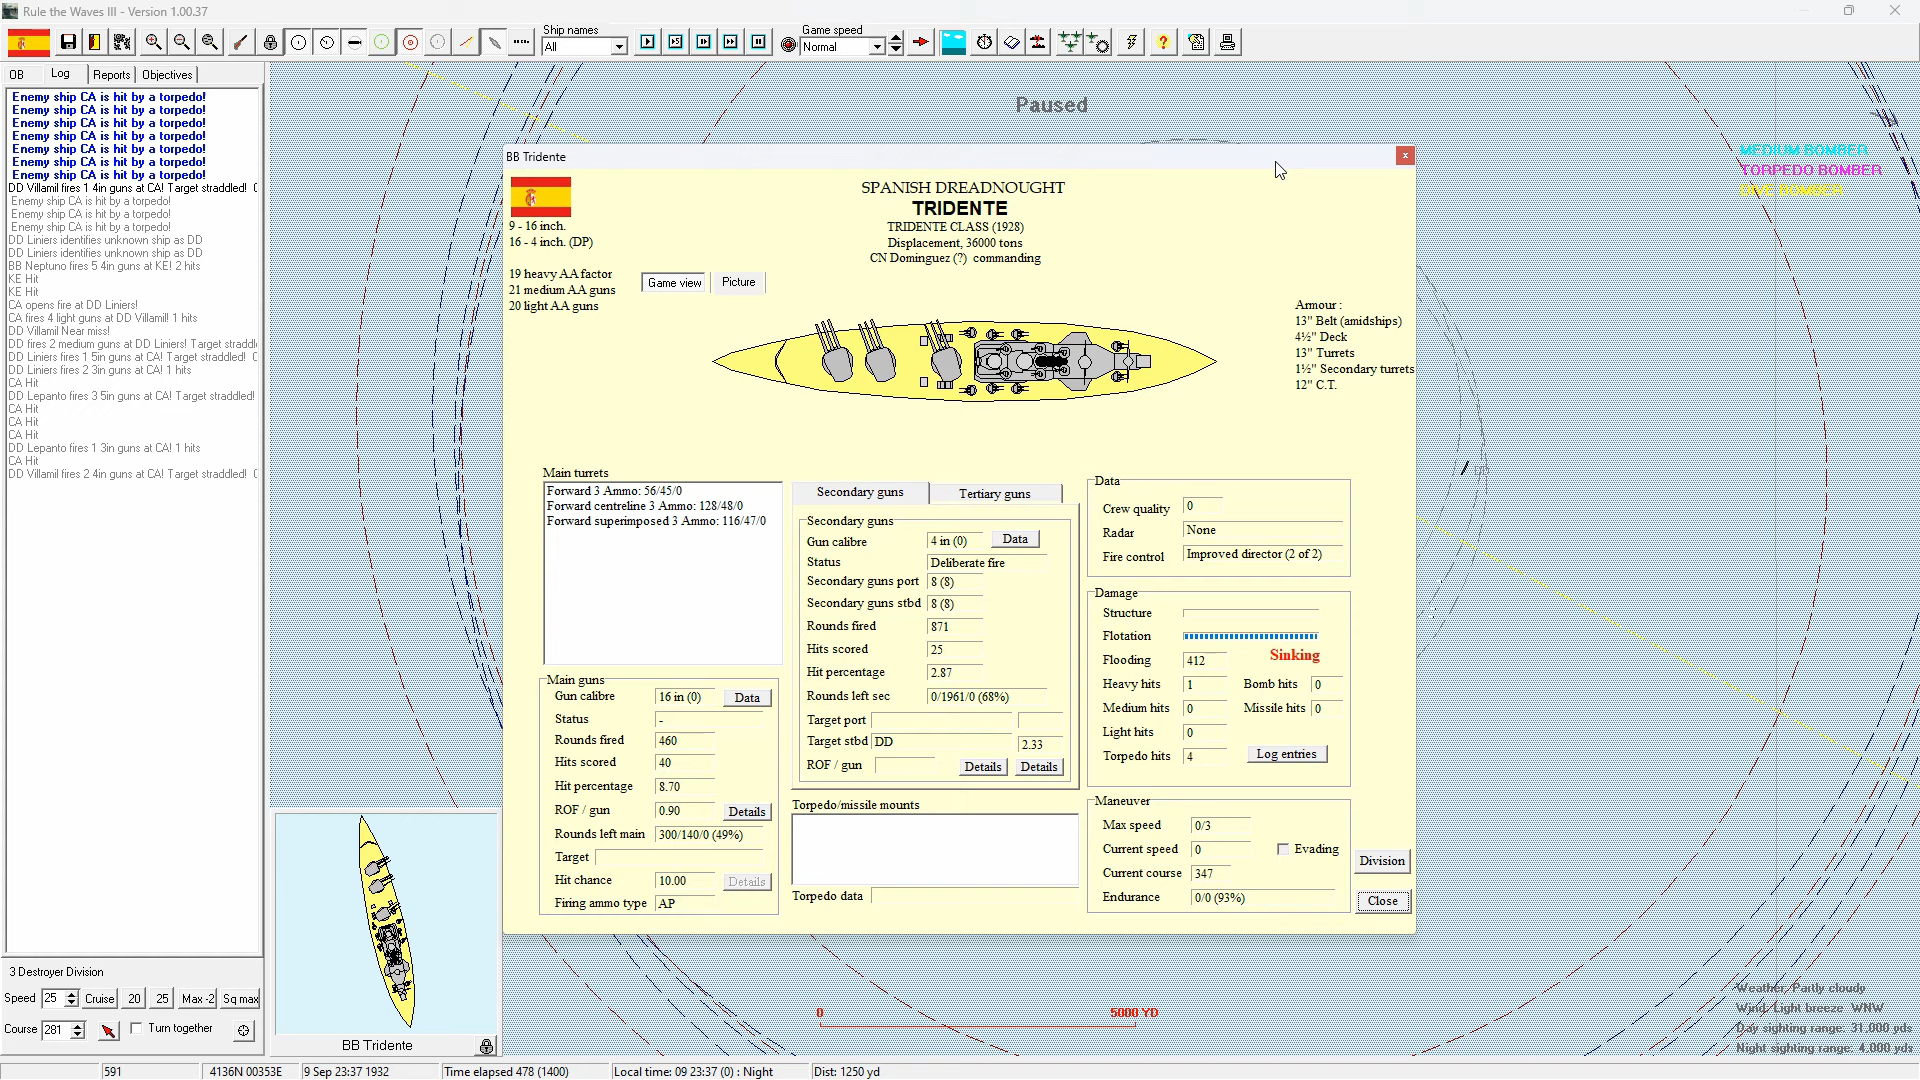 Rule the Waves III - Version 1.00.37
Ship names
All
Game speed
Normal
OB
Log
Reports
Objectives
Enemy ship CA is hit by a torpedo!
Enemy ship CA is hit by a torpedo!
Enemy ship CA is hit by a torpedo!
Enemy ship CA is hit by a torpedo!
Enemy ship CA is hit by a torpedo!
Enemy ship CA is hit by a torpedo!
Enemy ship CA is hit by a torpedo!
DD Villamil fires 1 4in guns at CA! Target straddled!
Enemy ship CA is hit by a torpedo!
Enemy ship CA is hit by a torpedo!
Enemy ship CA is hit by a torpedo!
DD Liniers identifies unknown ship as DD
DD Liniers identifies unknown ship as DD
BB Neptuno fires 5 4in guns at KE! 2 hits
KE Hit
KE Hit
CA opens fire at DD Liniers!
CA fires 4 light guns at DD Villamil! 1 hits
DD Villamil Near miss!
DD fires 2 medium guns at DD Liniers! Target straddl
DD Liniers fires 1 5in guns at CA! Target straddled!
DD Liniers fires 2 3in guns at CA! 1 hits
CA Hit
DD Lepanto fires 3 5in guns at CA! Target straddled!
CA Hit
CA Hit
CA Hit
DD Lepanto fires 1 3in guns at CA! 1 hits
CA Hit
DD Villamil fires 2 4in guns at CA! Target straddled!
3 Destroyer Division
Speed 25 Cruise 20 25 Max -2 Sq max
Course 281 Turn together
Paused
MEDIUM BOMBER
TORPEDO BOMBER
DIVE BOMBER
BB Tridente
SPANISH DREADNOUGHT
TRIDENTE
TRIDENTE CLASS (1928)
Displacement, 36000 tons
CN Dominguez (?) commanding
9 - 16 inch.
16 - 4 inch. (DP)
19 heavy AA factor
21 medium AA guns
20 light AA guns
Game view
Picture
Armour :
13" Belt (amidships)
4½" Deck
13" Turrets
1½" Secondary turrets
12" C.T.
Main turrets
Forward 3 Ammo: 56/45/0
Forward centreline 3 Ammo: 128/48/0
Forward superimposed 3 Ammo: 116/47/0
Main guns
Gun calibre 16 in (0) Data
Status -
Rounds fired 460
Hits scored 40
Hit percentage 8.70
ROF / gun 0.90 Details
Rounds left main 300/140/0 (49%)
Target
Hit chance 10.00 Details
Firing ammo type AP
Secondary guns
Tertiary guns
Secondary guns
Gun calibre 4 in (0) Data
Status Deliberate fire
Secondary guns port 8 (8)
Secondary guns stbd 8 (8)
Rounds fired 871
Hits scored 25
Hit percentage 2.87
Rounds left sec 0/1961/0 (68%)
Target port
Target stbd DD 2.33
ROF / gun Details Details
Torpedo/missile mounts
Torpedo data
Data
Crew quality 0
Radar None
Fire control Improved director (2 of 2)
Damage
Structure
Flotation
Sinking
Flooding 412
Heavy hits 1 Bomb hits 0
Medium hits 0 Missile hits 0
Light hits 0
Torpedo hits 4 Log entries
Maneuver
Max speed 0/3
Current speed 0 Evading
Current course 347
Endurance 0/0 (93%)
Division
Close
BB Tridente
0 5000 YD
Weather, Partly cloudy
Wind, Light breeze WNW
Day sighting range: 31,000 yds
Night sighting range: 4,000 yds
591
4136N 00353E
9 Sep 23:37 1932
Time elapsed 478 (1400)
Local time: 09 23:37 (0) : Night
Dist: 1250 yd